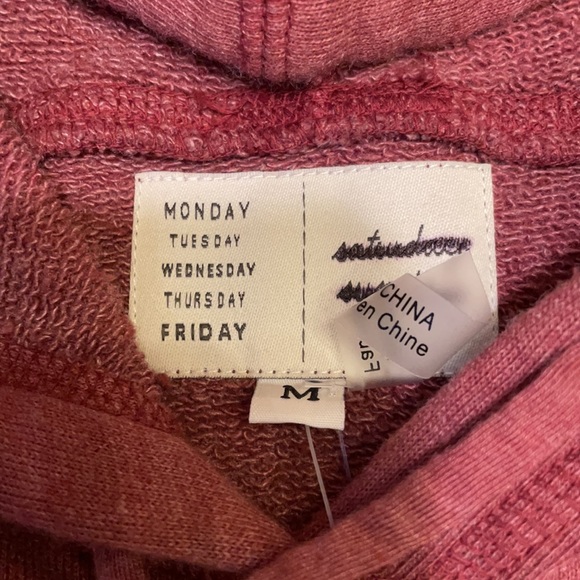 MONDAY
TUESDAY
WEDNESDAY
THURSDAY
FRIDAY
CHINA
en Chine
M